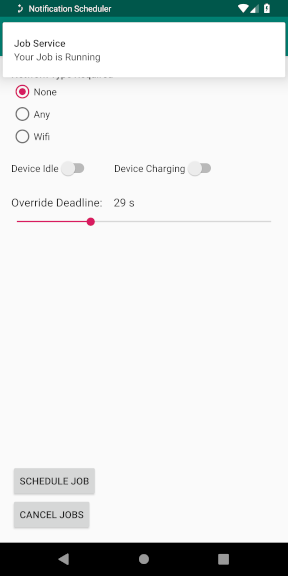 Notification Scheduler
Job Service
Your Job is Running
None
Any
Wifi
Device Idle
Device Charging
Override Deadline: 29 s
SCHEDULE JOB
CANCEL JOBS